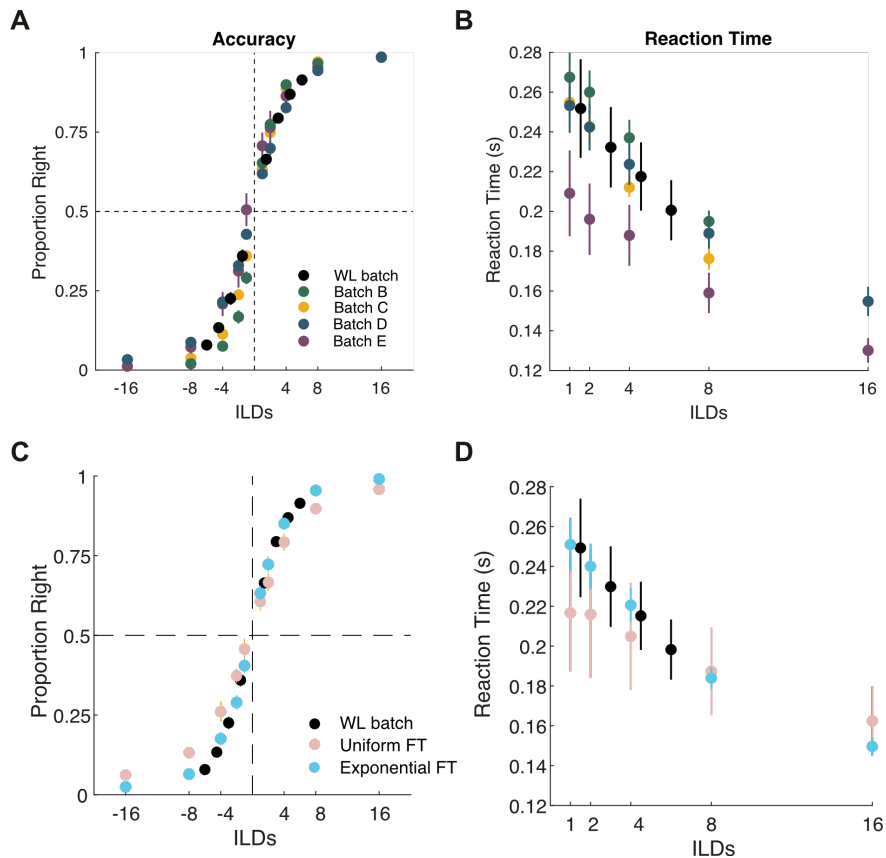 A
Accuracy
1
0.75
0.5
0.25
0
Proportion Right
-16
-8
-4
4
8
16
ILDs
WL batch
Batch B
Batch C
Batch D
Batch E
B
Reaction Time
0.28
0.26
0.24
0.22
0.2
0.18
0.16
0.14
0.12
Reaction Time (s)
1
2
4
8
16
ILDs
C
1
0.75
0.5
0.25
0
Proportion Right
-16
-8
-4
4
8
16
ILDs
WL batch
Uniform FT
Exponential FT
D
0.28
0.26
0.24
0.22
0.2
0.18
0.16
0.14
0.12
Reaction Time (s)
1
2
4
8
16
ILDs